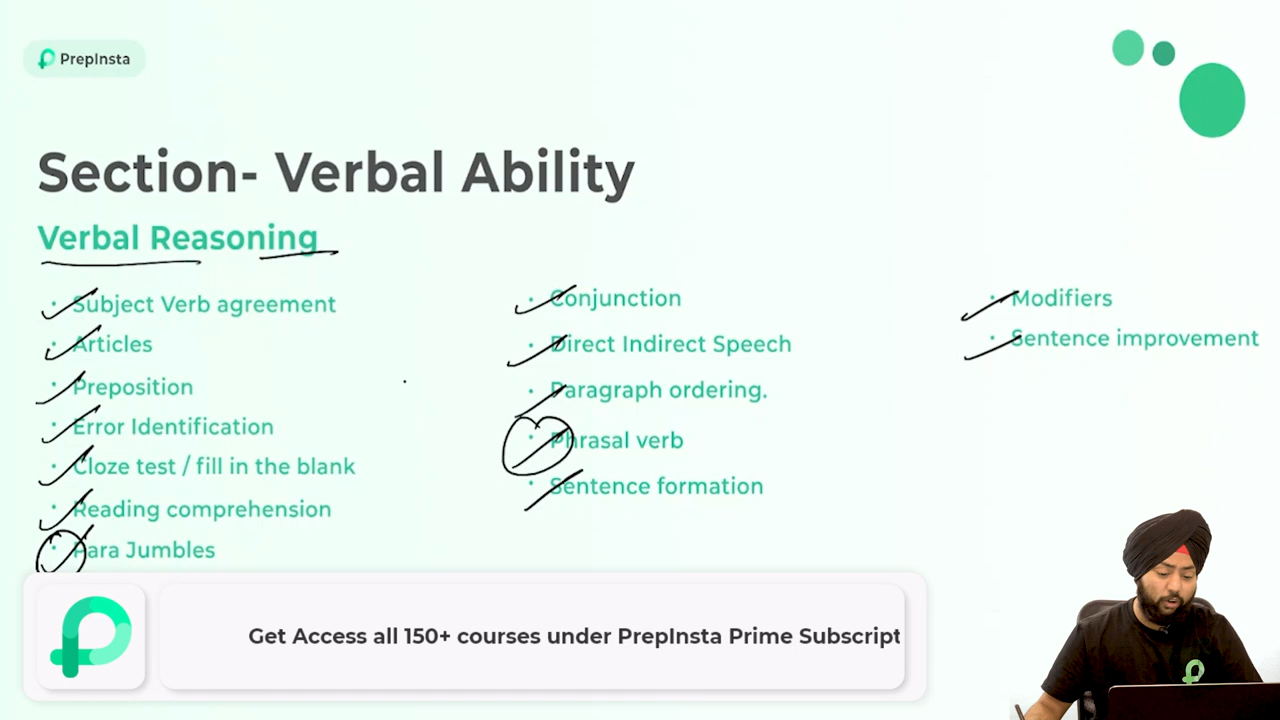 PrepInsta
Section- Verbal Ability
Verbal Reasoning
Subject Verb agreement
Articles
Preposition
Error Identification
Cloze test / fill in the blank
Reading comprehension
Para Jumbles
Conjunction
Direct Indirect Speech
Paragraph ordering.
Phrasal verb
Sentence formation
Modifiers
Sentence improvement
Get Access all 150+ courses under PrepInsta Prime Subscript